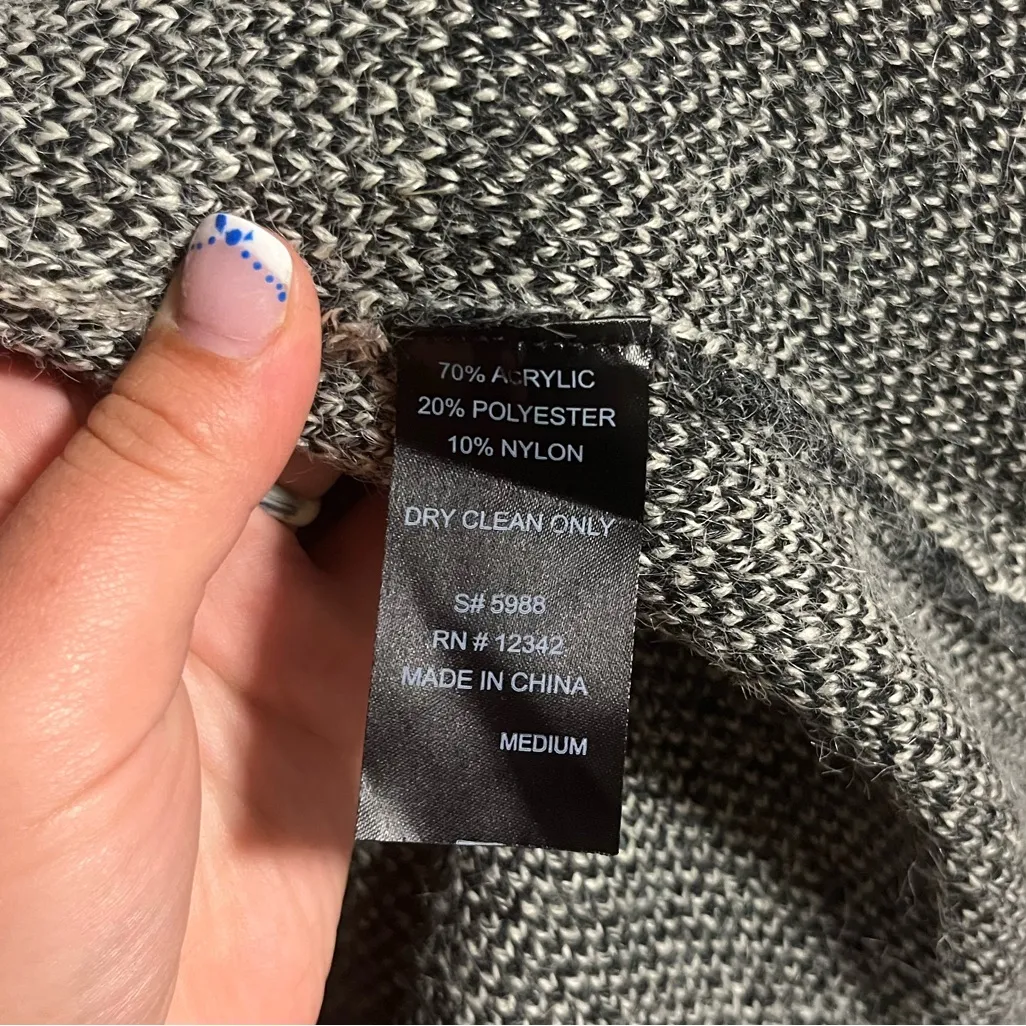 70% ACRYLIC
20% POLYESTER
10% NYLON
DRY CLEAN ONLY
S# 5988
RN # 12342
MADE IN CHINA
MEDIUM